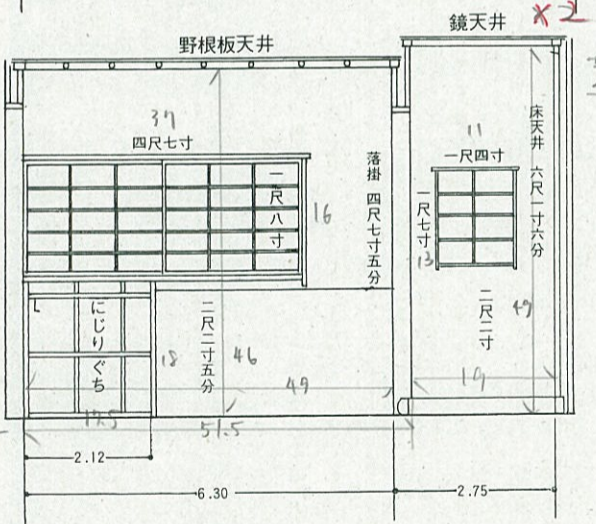 ×2
鏡天井
野根板天井
37
四尺七寸
一尺八寸
16
落掛 四尺七寸五分
11
一尺四寸
一尺七寸
13
床天井 六尺一寸六分
二尺二寸
49
にじりぐち
18
二尺二寸五分
46
49
19
17.5
51.5
2.12
6.30
2.75